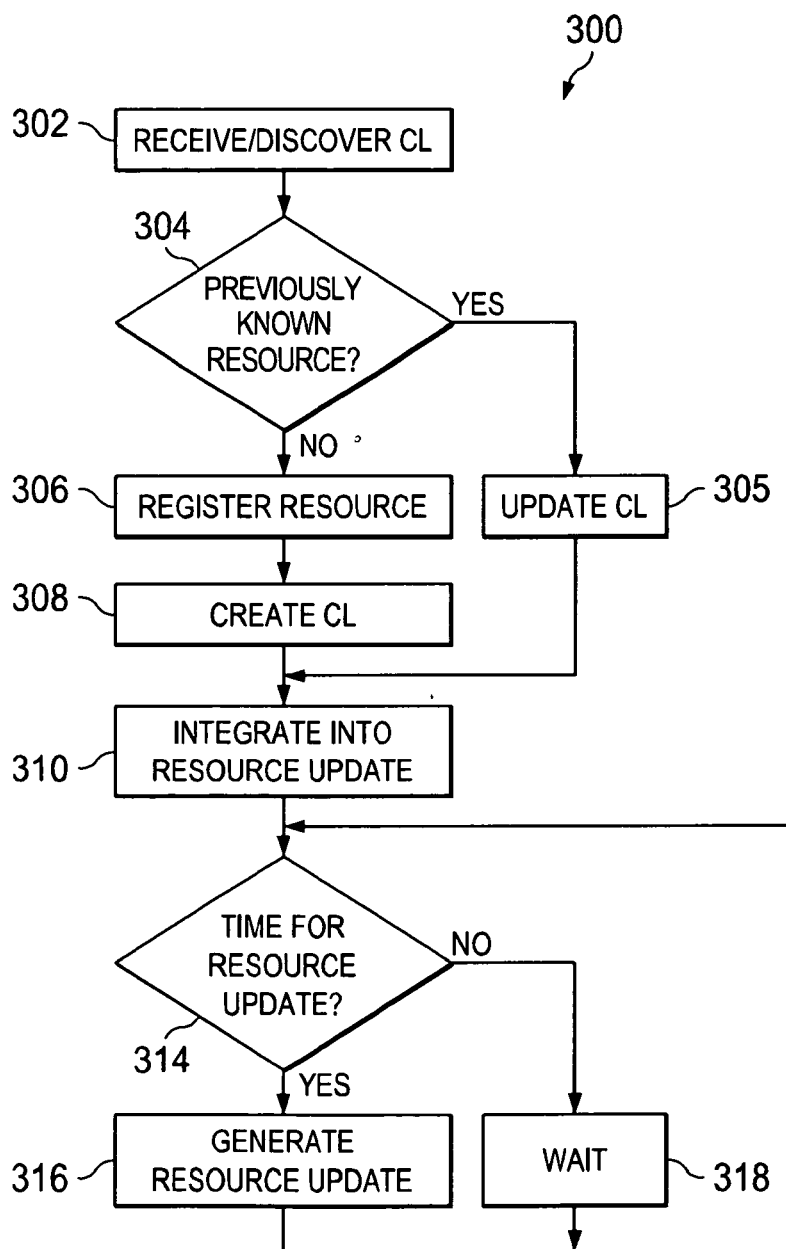 300
302
RECEIVE/DISCOVER CL
304
PREVIOUSLY
KNOWN
RESOURCE?
YES
NO
306
REGISTER RESOURCE
UPDATE CL
305
308
CREATE CL
310
INTEGRATE INTO
RESOURCE UPDATE
TIME FOR
RESOURCE
UPDATE?
NO
314
YES
316
GENERATE
RESOURCE UPDATE
WAIT
318